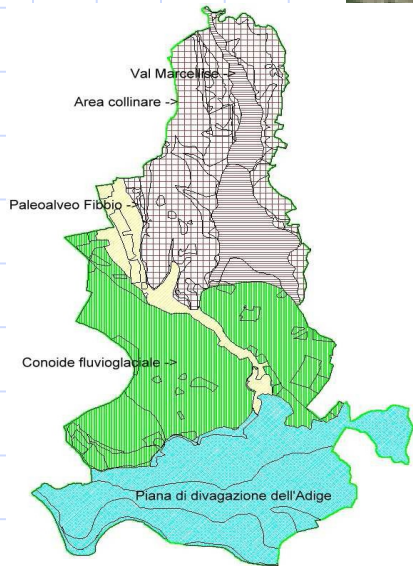 Val Marcellise->
Area collinare ->
Paleoalveo Fibbio->
Conoide fluvioglaciale ->
Piana di divagazione dell'Adige